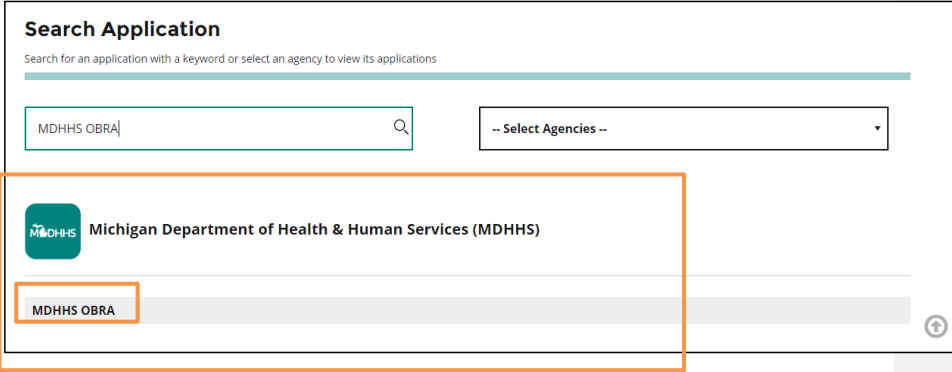 Search Application
Search for an application with a keyword or select an agency to view its applications
MDHHS OBRA
-- Select Agencies --
MDHHS
Michigan Department of Health & Human Services (MDHHS)
MDHHS OBRA